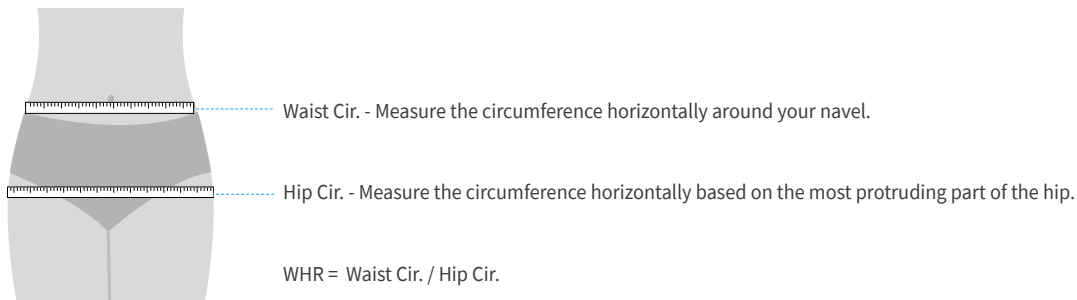 Waist Cir. - Measure the circumference horizontally around your navel.
Hip Cir. - Measure the circumference horizontally based on the most protruding part of the hip.
WHR = Waist Cir. / Hip Cir.